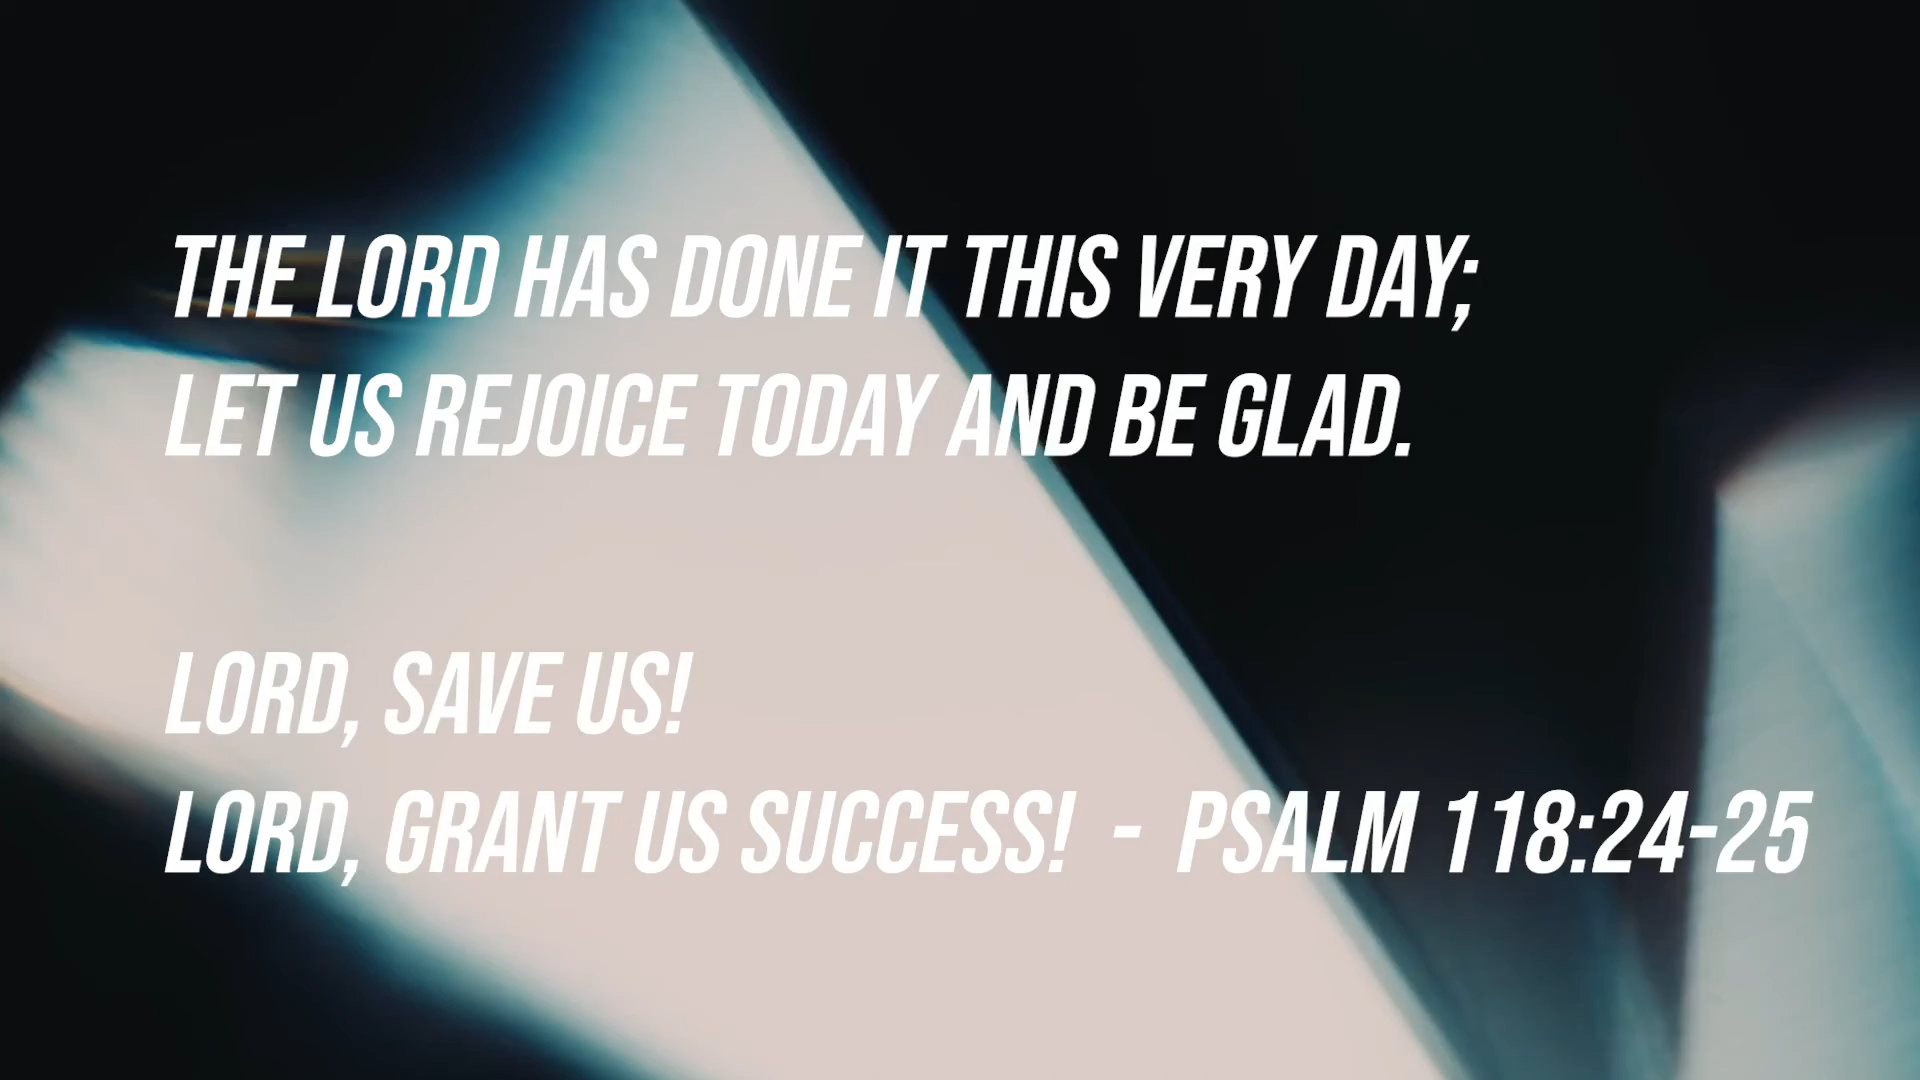 THE LORD HAS DONE IT THIS VERY DAY;
LET US REJOICE TODAY AND BE GLAD.
LORD, SAVE US!
LORD, GRANT US SUCCESS! - PSALM 118:24-25